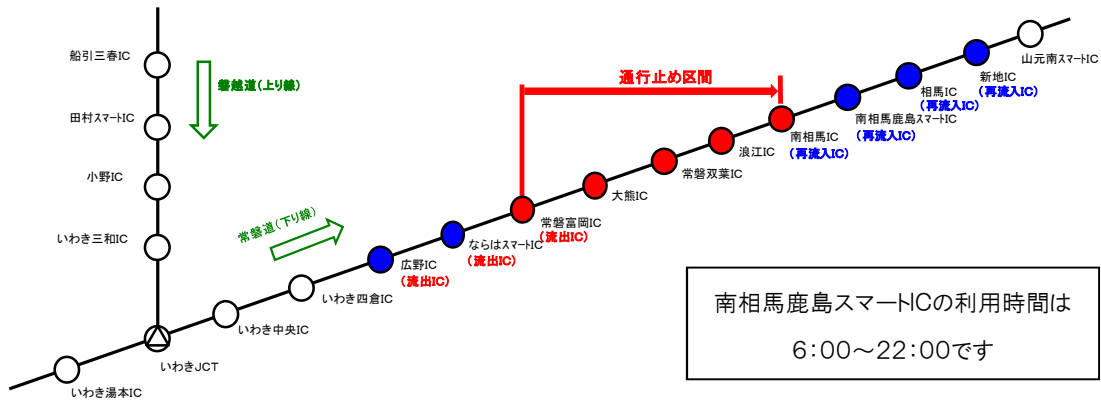 船引三春IC
磐越道(上り線)
田村スマートIC
小野IC
いわき三和IC
いわきJCT
いわき湯本IC
いわき中央IC
いわき四倉IC
常磐道(下り線)
広野IC
(流出IC)
ならはスマートIC
(流出IC)
常磐富岡IC
(流出IC)
大熊IC
常磐双葉IC
浪江IC
通行止め区間
南相馬IC
(再流入IC)
南相馬鹿島スマートIC
(再流入IC)
相馬IC
(再流入IC)
新地IC
(再流入IC)
山元南スマートIC
南相馬鹿島スマートICの利用時間は
6:00～22:00です